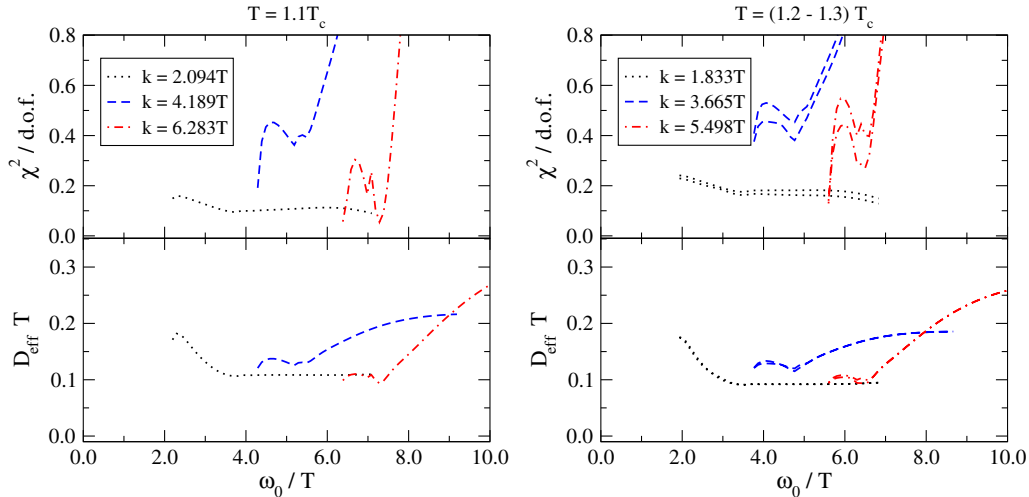 T = 1.1T_c
χ² / d.o.f.
0.8
0.6
0.4
0.2
0.0
k = 2.094T
k = 4.189T
k = 6.283T
D_eff T
0.3
0.2
0.1
0.0
0.0 2.0 4.0 6.0 8.0 10.0
ω₀ / T
T = (1.2 - 1.3) T_c
χ² / d.o.f.
0.8
0.6
0.4
0.2
0.0
k = 1.833T
k = 3.665T
k = 5.498T
D_eff T
0.3
0.2
0.1
0.0
0.0 2.0 4.0 6.0 8.0 10.0
ω₀ / T